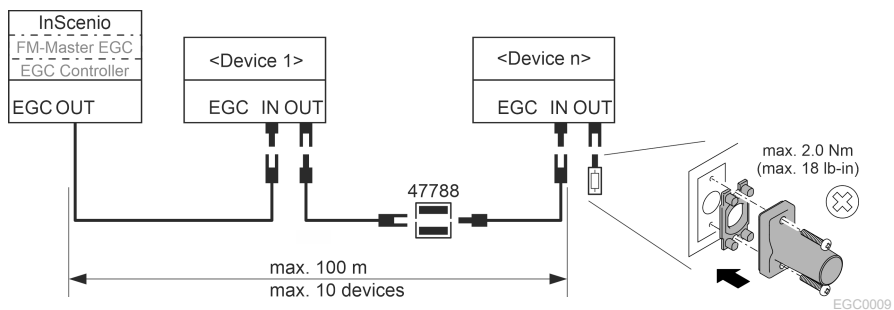 InScenio
FM-Master EGC
EGC Controller
EGC OUT
<Device 1>
EGC IN OUT
<Device n>
EGC IN OUT
47788
max. 100 m
max. 10 devices
max. 2.0 Nm
(max. 18 lb-in)
EGC0009